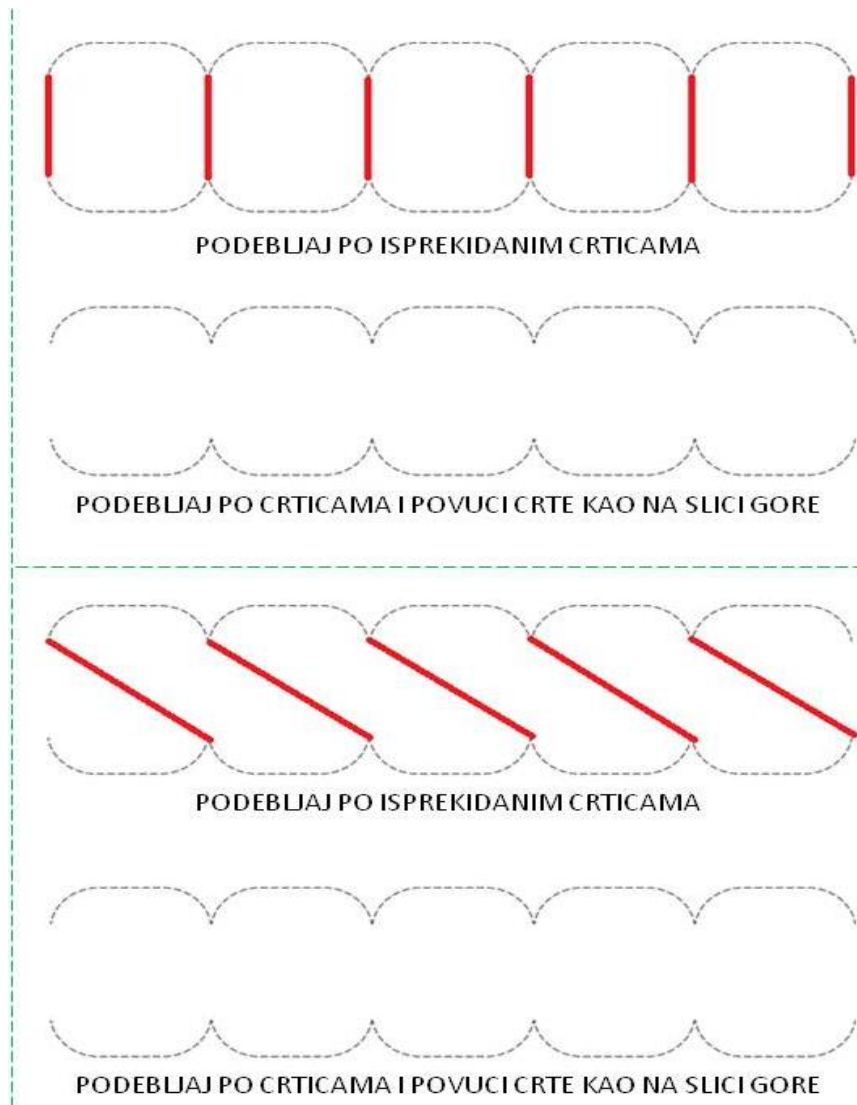 PODEBLJAJ PO ISPREKIDANIM CRTICAMA
PODEBLJAJ PO CRTICAMA I POVUCI CRTE KAO NA SLICI GORE
PODEBLJAJ PO ISPREKIDANIM CRTICAMA
PODEBLJAJ PO CRTICAMA I POVUCI CRTE KAO NA SLICI GORE